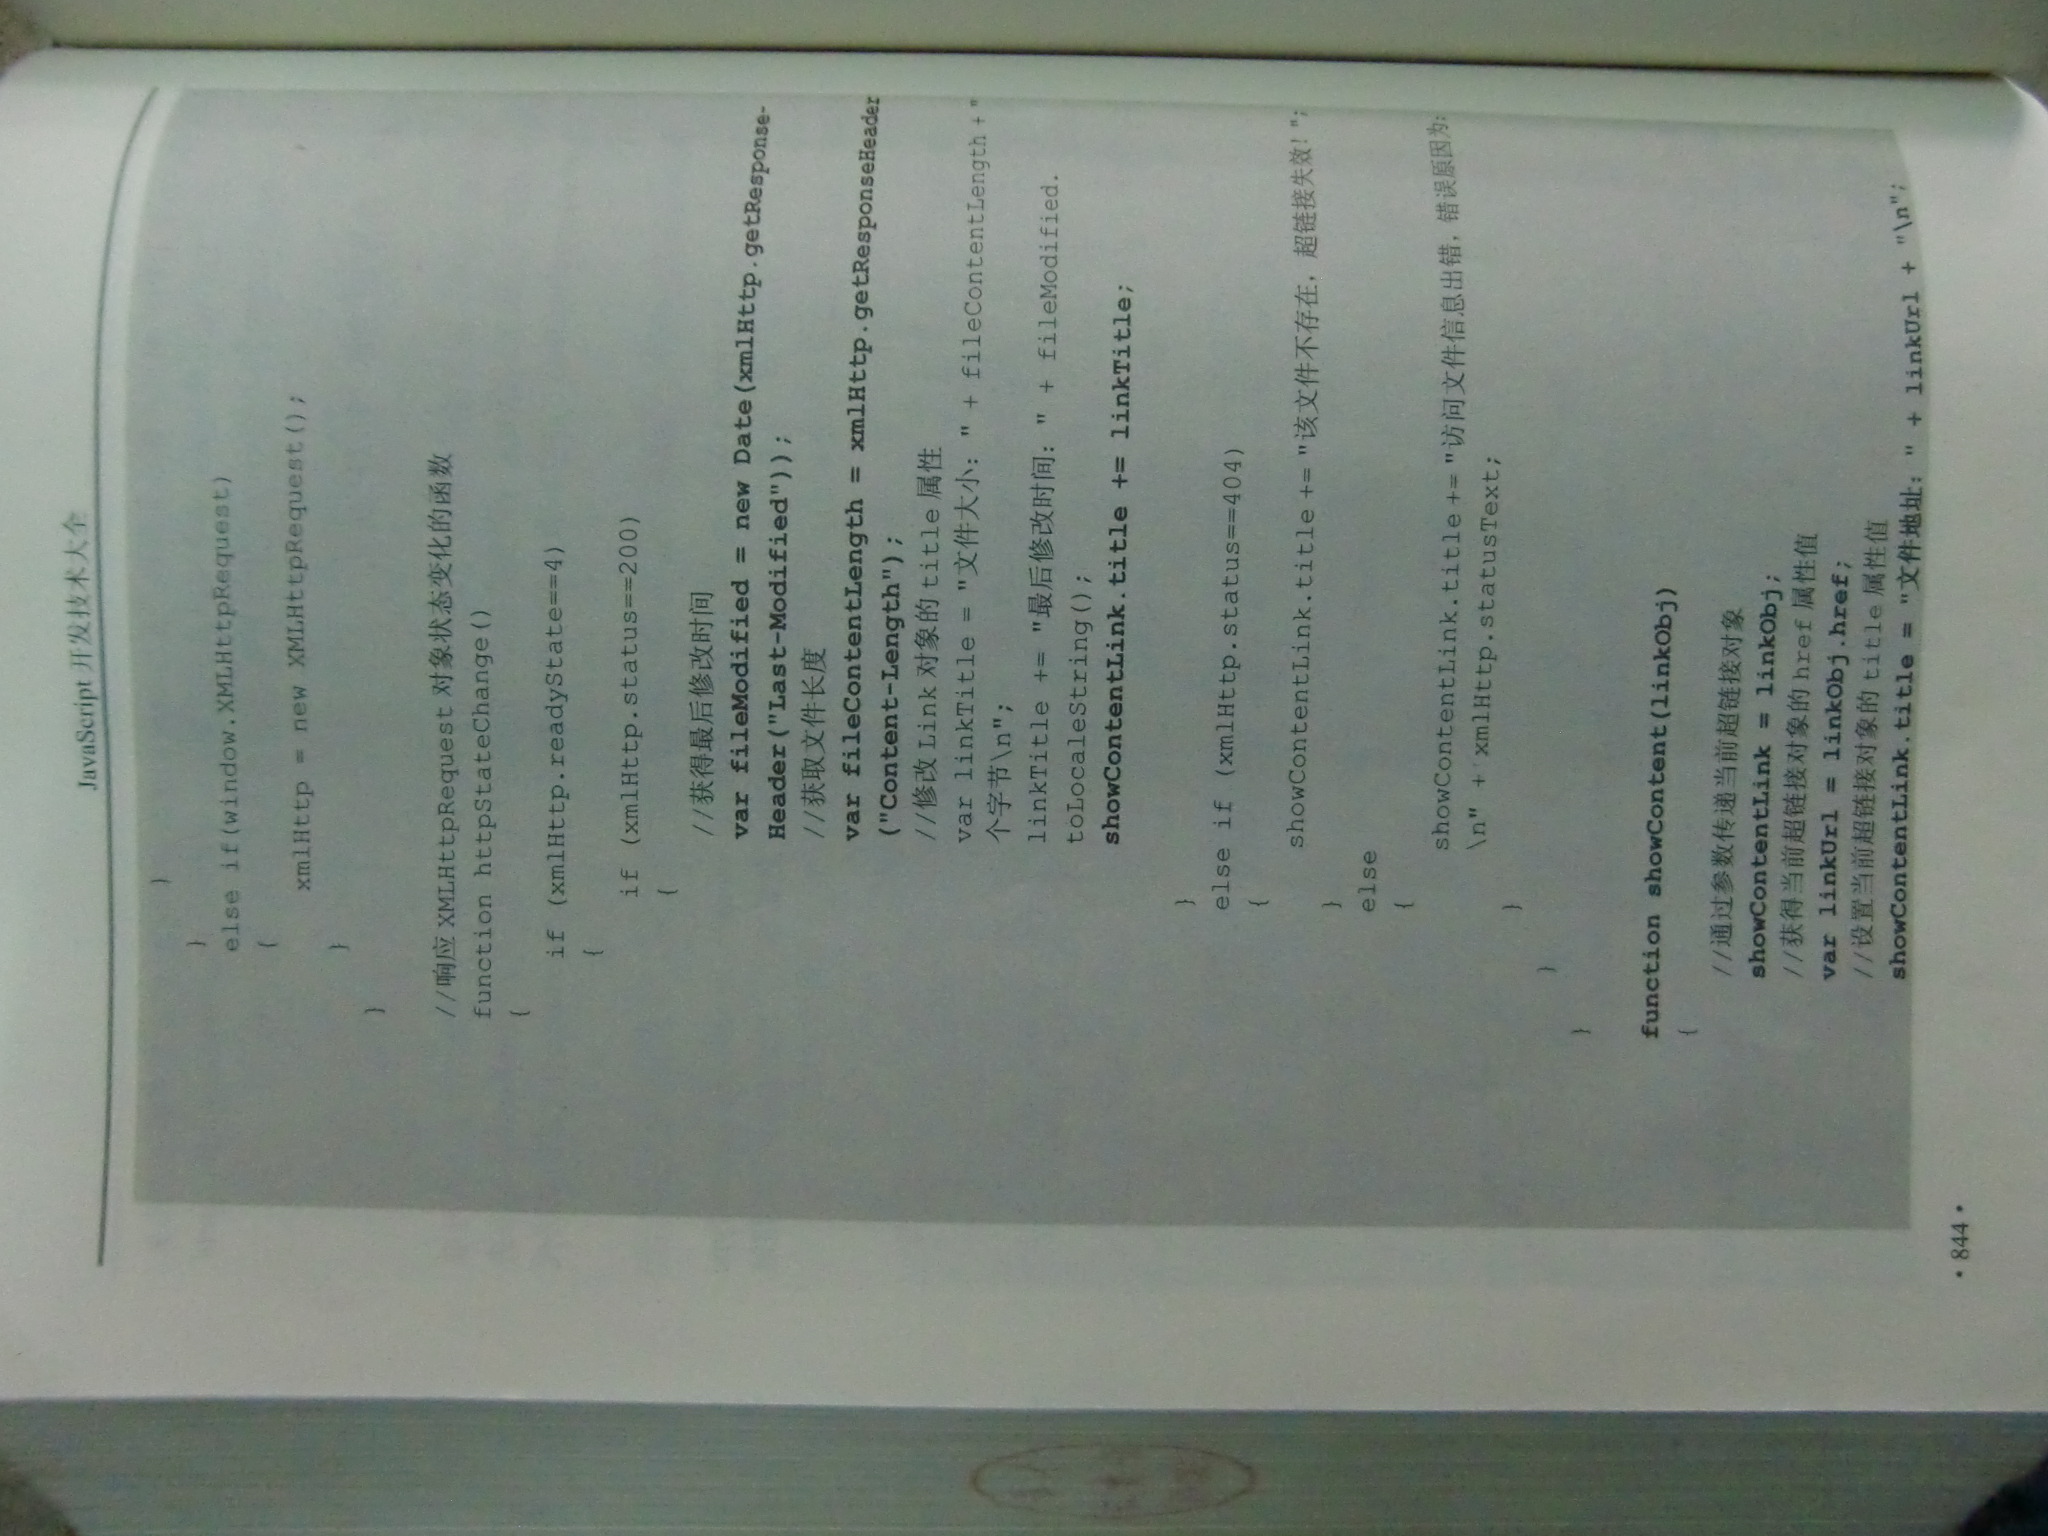 JavaScript 开发技术大全
}
}
else if(window.XMLHttpRequest)
{
xmlHttp = new XMLHttpRequest();
}
}
//响应 XMLHttpRequest 对象状态变化的函数
function httpStateChange()
{
if (xmlHttp.readyState==4)
{
if (xmlHttp.status==200)
{
//获得最后修改时间
var fileModified = new Date(xmlHttp.getResponse-
Header("Last-Modified"));
//获取文件长度
var fileContentLength = xmlHttp.getResponseHeader
("Content-Length");
//修改 Link 对象的 title 属性
var linkTitle = "文件大小: " + fileContentLength + "
个字节\n";
linkTitle += "最后修改时间: " + fileModified.
toLocaleString();
showContentLink.title += linkTitle;
}
else if (xmlHttp.status==404)
{
showContentLink.title += "该文件不存在, 超链接失效! ";
}
else
{
showContentLink.title += "访问文件信息出错, 错误原因为:
\n" + xmlHttp.statusText;
}
}
}
function showContent(linkObj)
{
//通过参数传递当前超链接对象
showContentLink = linkObj;
//获得当前超链接对象的 href 属性值
var linkUrl = linkObj.href;
//设置当前超链接对象的 title 属性值
showContentLink.title = "文件地址: " + linkUrl + "\n";
• 844 •